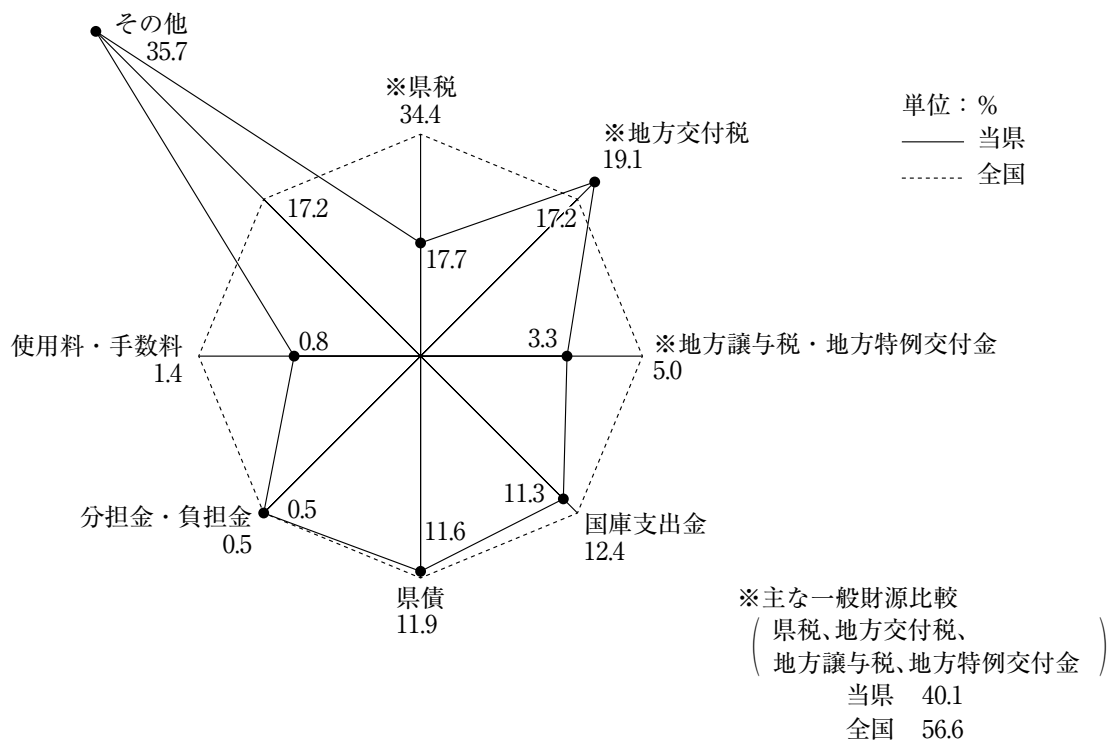 その他
35.7
※県税
34.4
※地方交付税
19.1
単位：%
当県
全国
17.2
17.2
17.7
使用料・手数料
1.4
0.8
3.3
※地方譲与税・地方特例交付金
5.0
分担金・負担金
0.5
0.5
11.6
11.3
国庫支出金
12.4
県債
11.9
※主な一般財源比較
（県税、地方交付税、
地方譲与税、地方特例交付金）
当県 40.1
全国 56.6